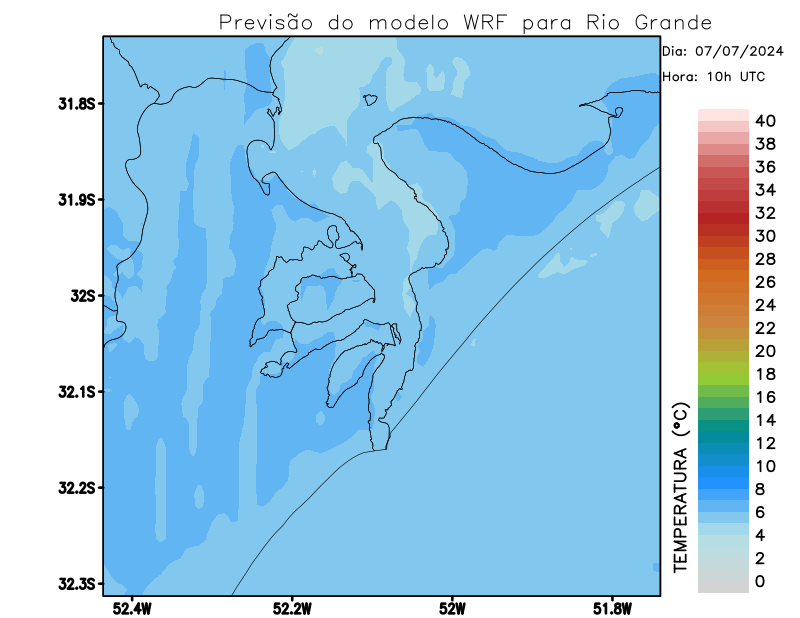 Previsão do modelo WRF para Rio Grande
Dia: 07/07/2024
Hora: 10h UTC
31.8S
31.9S
32S
32.1S
32.2S
32.3S
52.4W
52.2W
52W
51.8W
TEMPERATURA (°C)
40
38
36
34
32
30
28
26
24
22
20
18
16
14
12
10
8
6
4
2
0